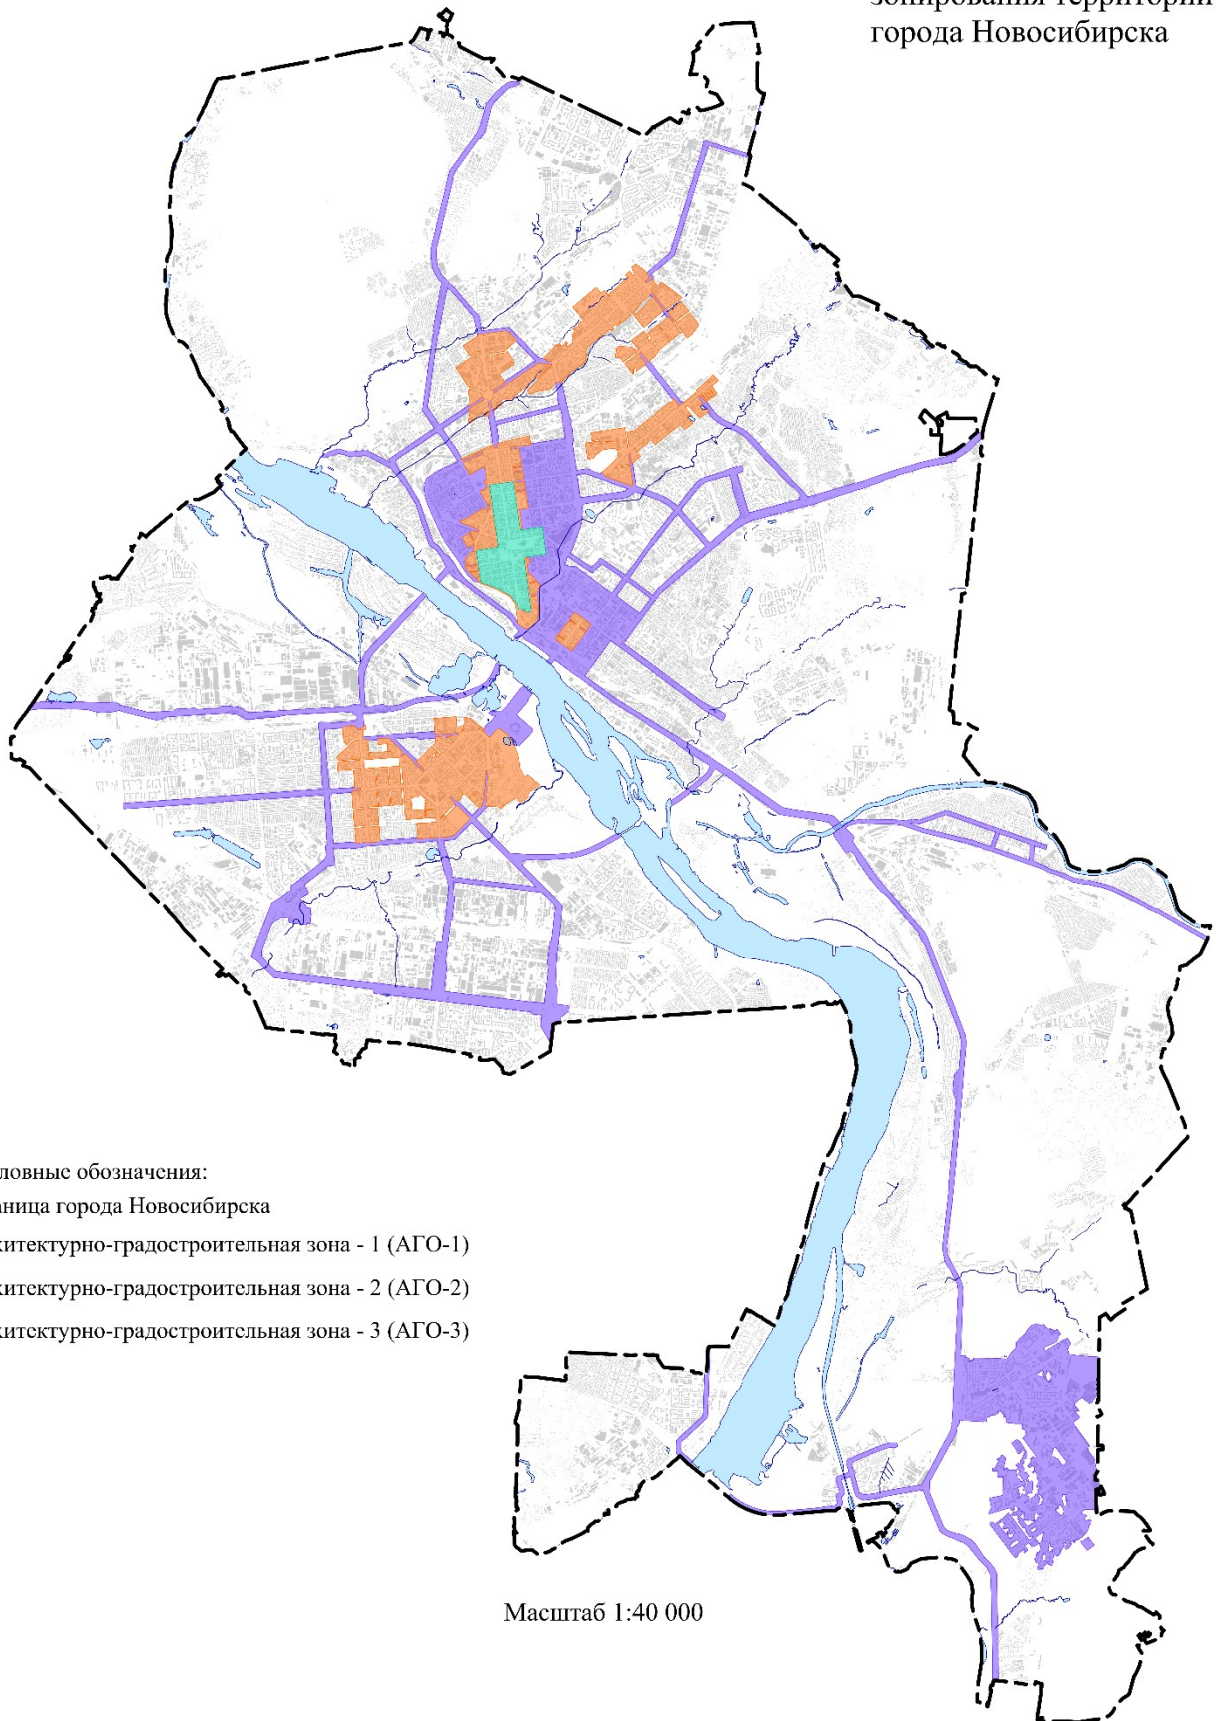 зонирования территории
города Новосибирска
ловные обозначения:
ница города Новосибирска
хитектурно-градостроительная зона - 1 (АГО-1)
хитектурно-градостроительная зона - 2 (АГО-2)
хитектурно-градостроительная зона - 3 (АГО-3)
Масштаб 1:40 000